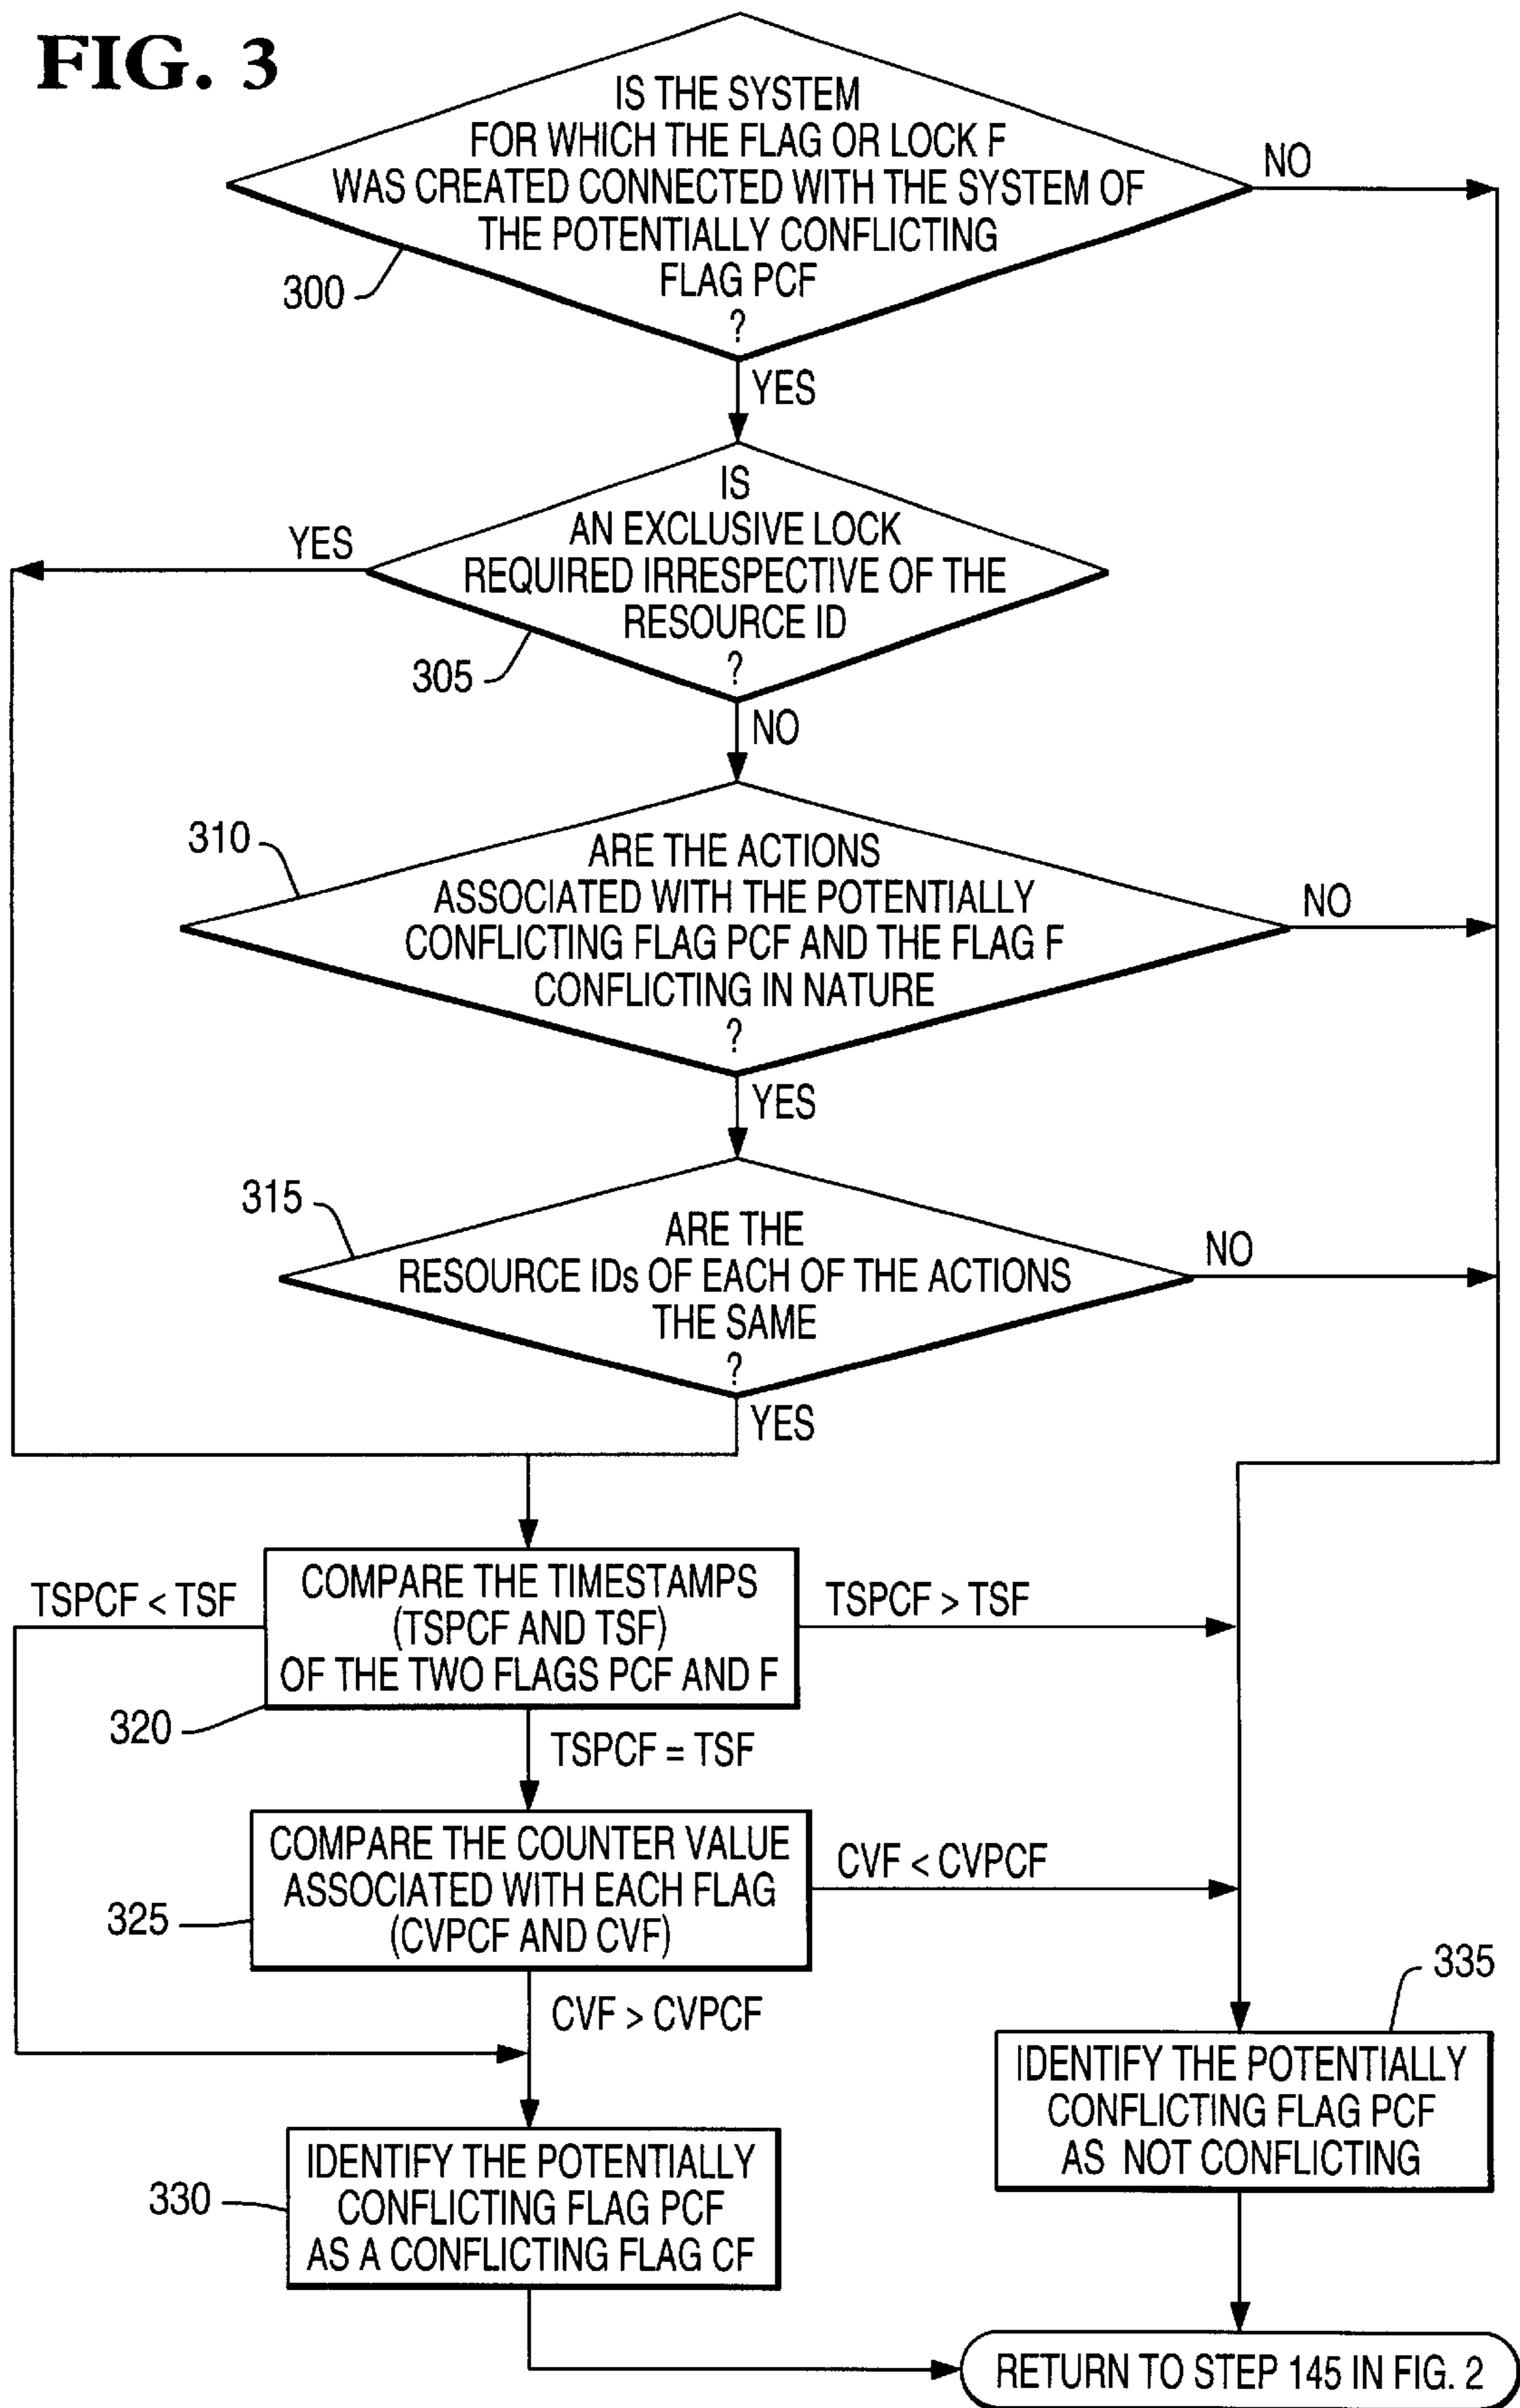 FIG. 3
IS THE SYSTEM
FOR WHICH THE FLAG OR LOCK F
WAS CREATED CONNECTED WITH THE SYSTEM OF
THE POTENTIALLY CONFLICTING
FLAG PCF
?
NO
300
YES
IS
AN EXCLUSIVE LOCK
REQUIRED IRRESPECTIVE OF THE
RESOURCE ID
?
YES
305
NO
310
ARE THE ACTIONS
ASSOCIATED WITH THE POTENTIALLY
CONFLICTING FLAG PCF AND THE FLAG F
CONFLICTING IN NATURE
?
NO
YES
315
ARE THE
RESOURCE IDs OF EACH OF THE ACTIONS
THE SAME
?
NO
YES
TSPCF < TSF
COMPARE THE TIMESTAMPS
(TSPCF AND TSF)
OF THE TWO FLAGS PCF AND F
TSPCF > TSF
320
TSPCF = TSF
COMPARE THE COUNTER VALUE
ASSOCIATED WITH EACH FLAG
(CVPCF AND CVF)
CVF < CVPCF
325
CVF > CVPCF
335
IDENTIFY THE POTENTIALLY
CONFLICTING FLAG PCF
AS NOT CONFLICTING
IDENTIFY THE POTENTIALLY
CONFLICTING FLAG PCF
AS A CONFLICTING FLAG CF
330
RETURN TO STEP 145 IN FIG. 2